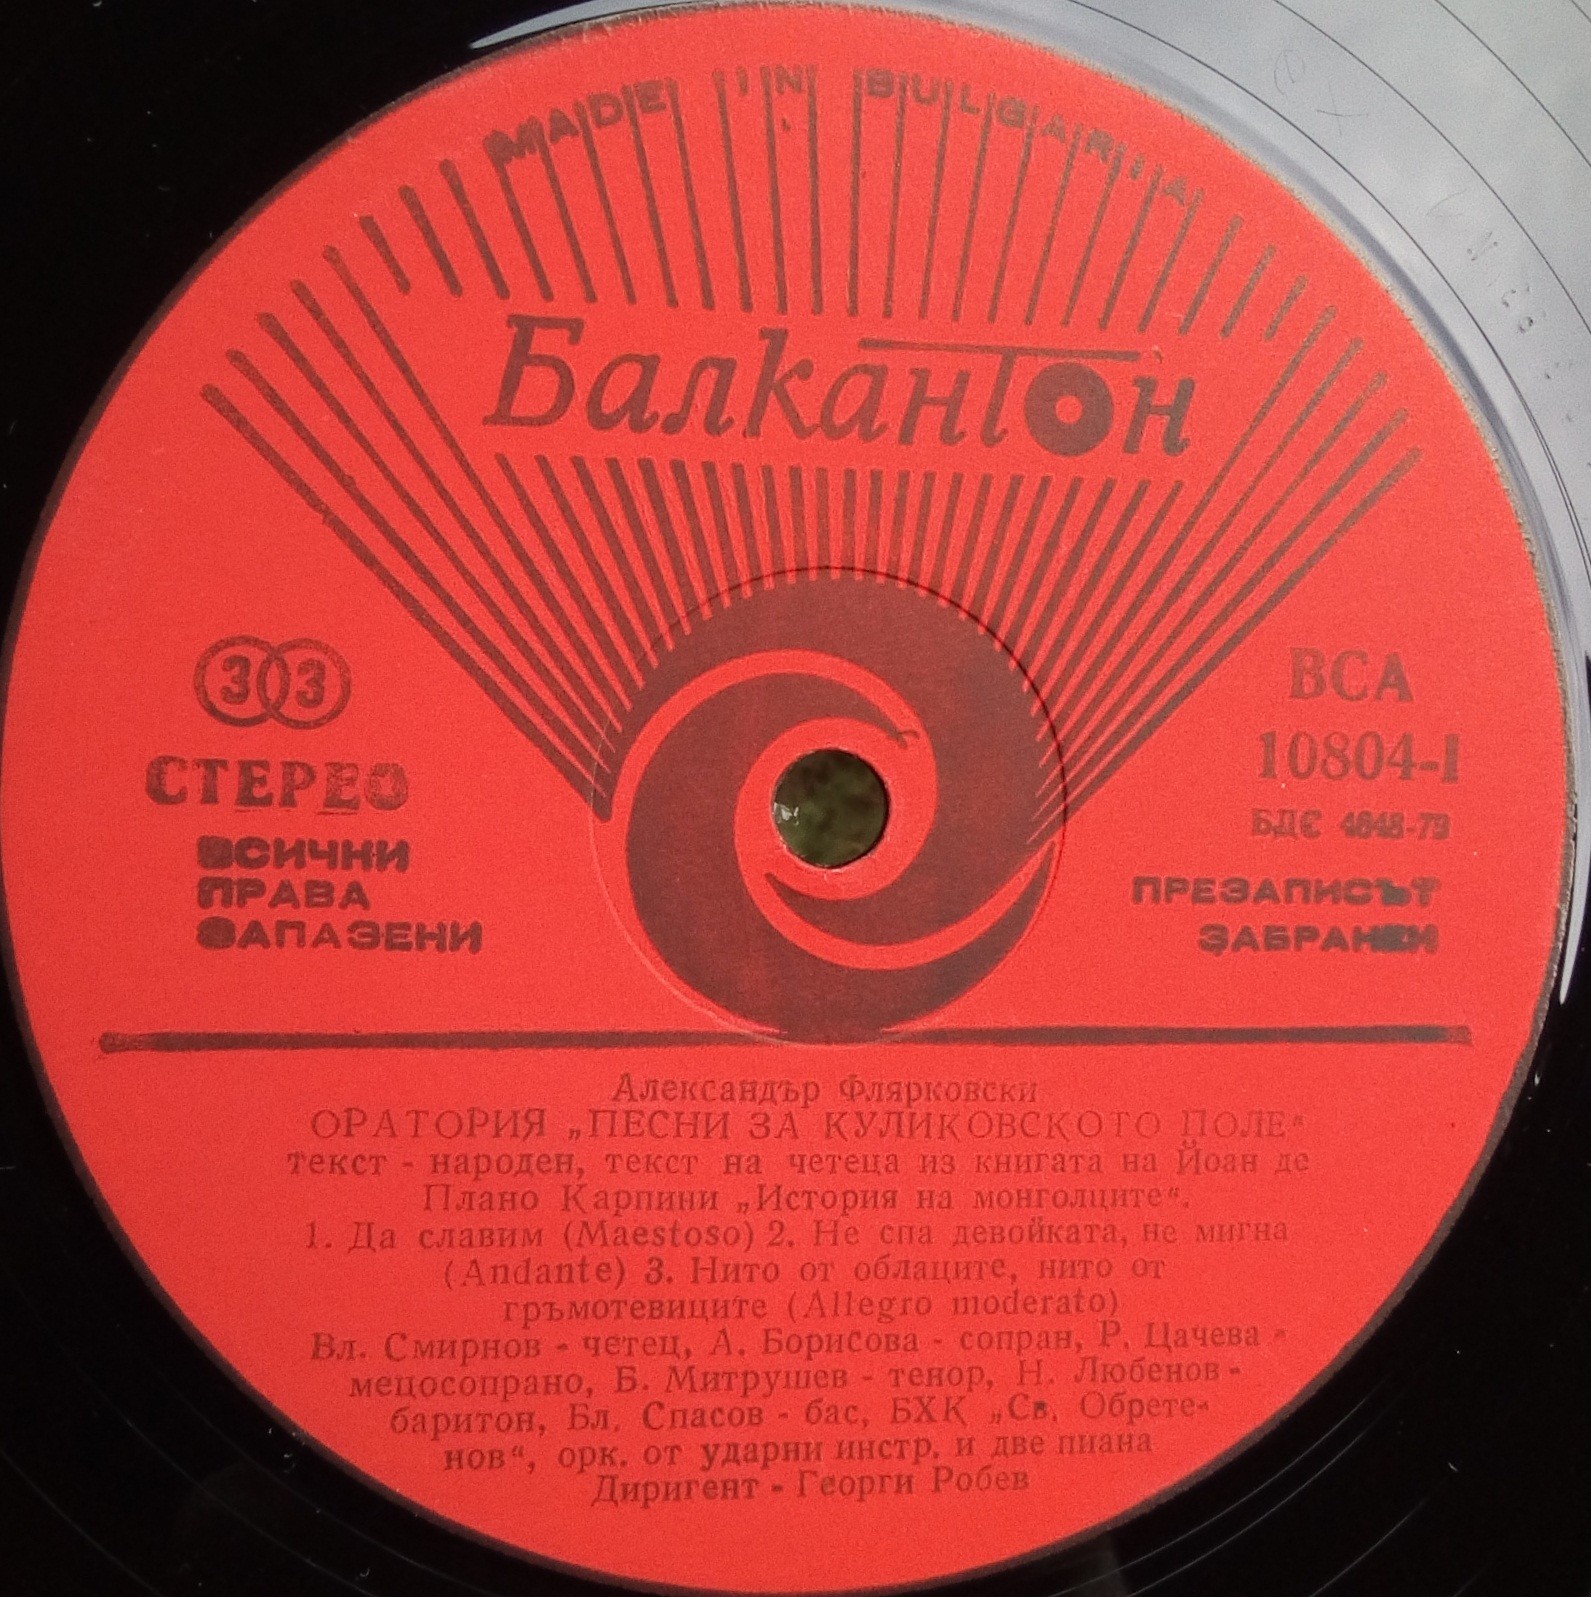 MADE IN BULGARIA
Балкантон
33
СТЕРЕО
ВСИЧНИ
ПРАВА
ЗАПАЗЕНИ
ВСА
10804-I
БДС 4848-79
ПРЕЗАПИСЪТ
ЗАБРАНЕН
Александър Флярковски
ОРАТОРИЯ „ПЕСНИ ЗА КУЛИКОВСКОТО ПОЛЕ“
текст - народен, текст на четеца из книгата на Йоан де
Плано Карпини „История на монголците“.
1. Да славим (Maestoso) 2. Не спа девойката, не мигна
(Andante) 3. Нито от облаците, нито от
гръмотевиците (Allegro moderato)
Вл. Смирнов - четец, А. Борисова - сопран, Р. Цачева -
мецосопрано, Б. Митрушев - тенор, Н. Любенов -
баритон, Бл. Спасов - бас, БХК „Св. Обрете-
нов“, орк. от ударни инстр. и две пиана
Диригент - Георги Робев